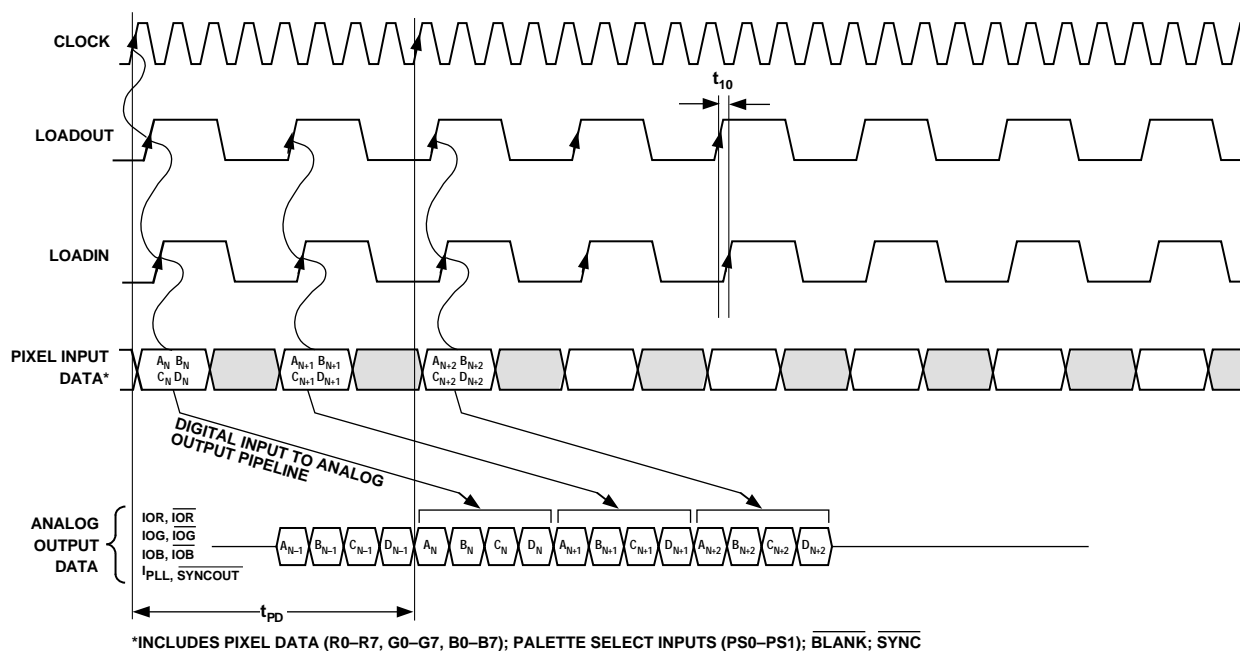 CLOCK
t10
LOADOUT
LOADIN
PIXEL INPUT
DATA*
AN BN
CN DN
AN+1 BN+1
CN+1 DN+1
AN+2 BN+2
CN+2 DN+2
DIGITAL INPUT TO ANALOG
OUTPUT PIPELINE
ANALOG
OUTPUT
DATA
IOR, IOR
IOG, IOG
IOB, IOB
IPLL, SYNCOUT
AN–1 BN–1 CN–1 DN–1 AN BN CN DN AN+1 BN+1 CN+1 DN+1 AN+2 BN+2 CN+2 DN+2
tPD
*INCLUDES PIXEL DATA (R0–R7, G0–G7, B0–B7); PALETTE SELECT INPUTS (PS0–PS1); BLANK; SYNC